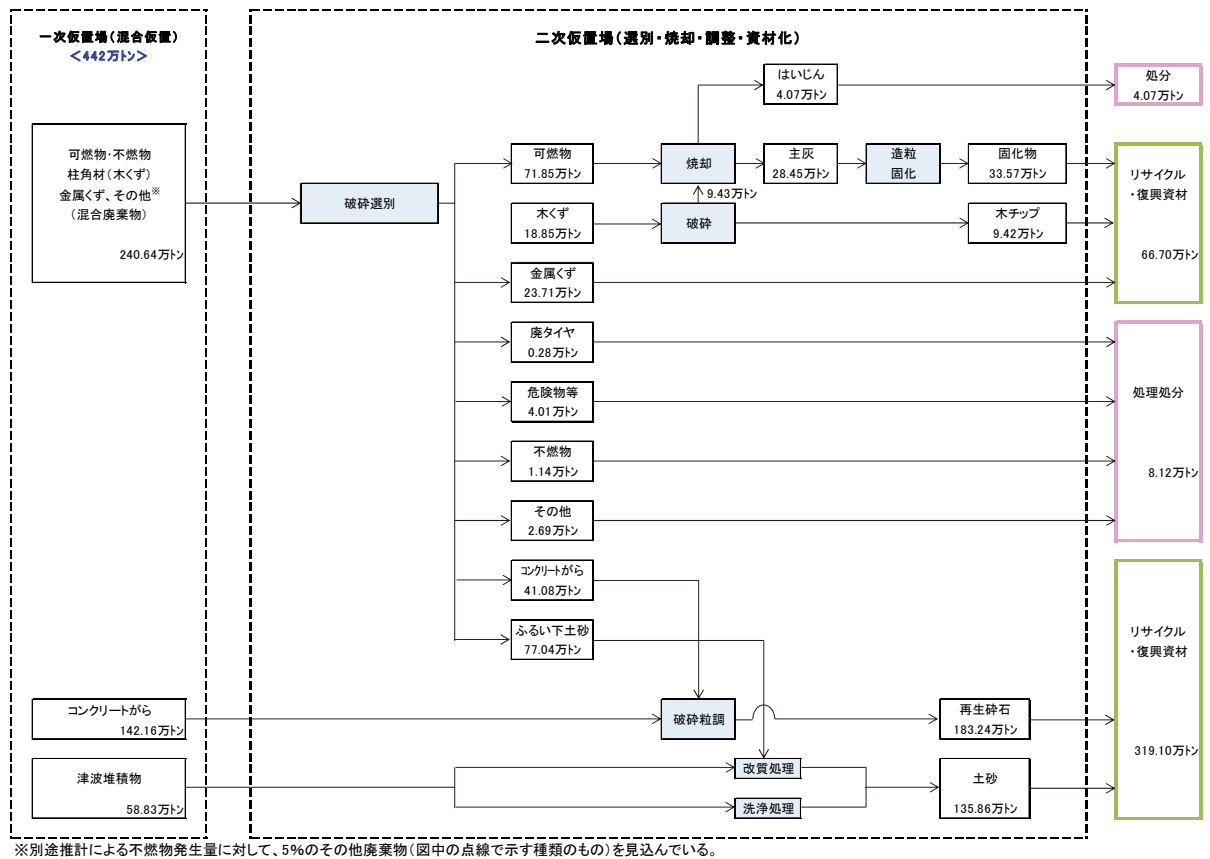 一次仮置場(混合仮置)
<442万トン>
二次仮置場(選別・焼却・調整・資材化)
可燃物・不燃物
柱角材(木くず)
金属くず、その他※
(混合廃棄物)
240.64万トン
破砕選別
はいじん
4.07万トン
処分
4.07万トン
可燃物
71.85万トン
焼却
主灰
28.45万トン
造粒
固化
固化物
33.57万トン
9.43万トン
木くず
18.85万トン
破砕
木チップ
9.42万トン
リサイクル
・復興資材
66.70万トン
金属くず
23.71万トン
廃タイヤ
0.28万トン
危険物等
4.01万トン
不燃物
1.14万トン
その他
2.69万トン
処理処分
8.12万トン
コンクリートがら
41.08万トン
ふるい下土砂
77.04万トン
コンクリートがら
142.16万トン
破砕粒調
再生砕石
183.24万トン
津波堆積物
58.83万トン
改質処理
洗浄処理
土砂
135.86万トン
リサイクル
・復興資材
319.10万トン
※別途推計による不燃物発生量に対して、5%のその他廃棄物(図中の点線で示す種類のもの)を見込んでいる。